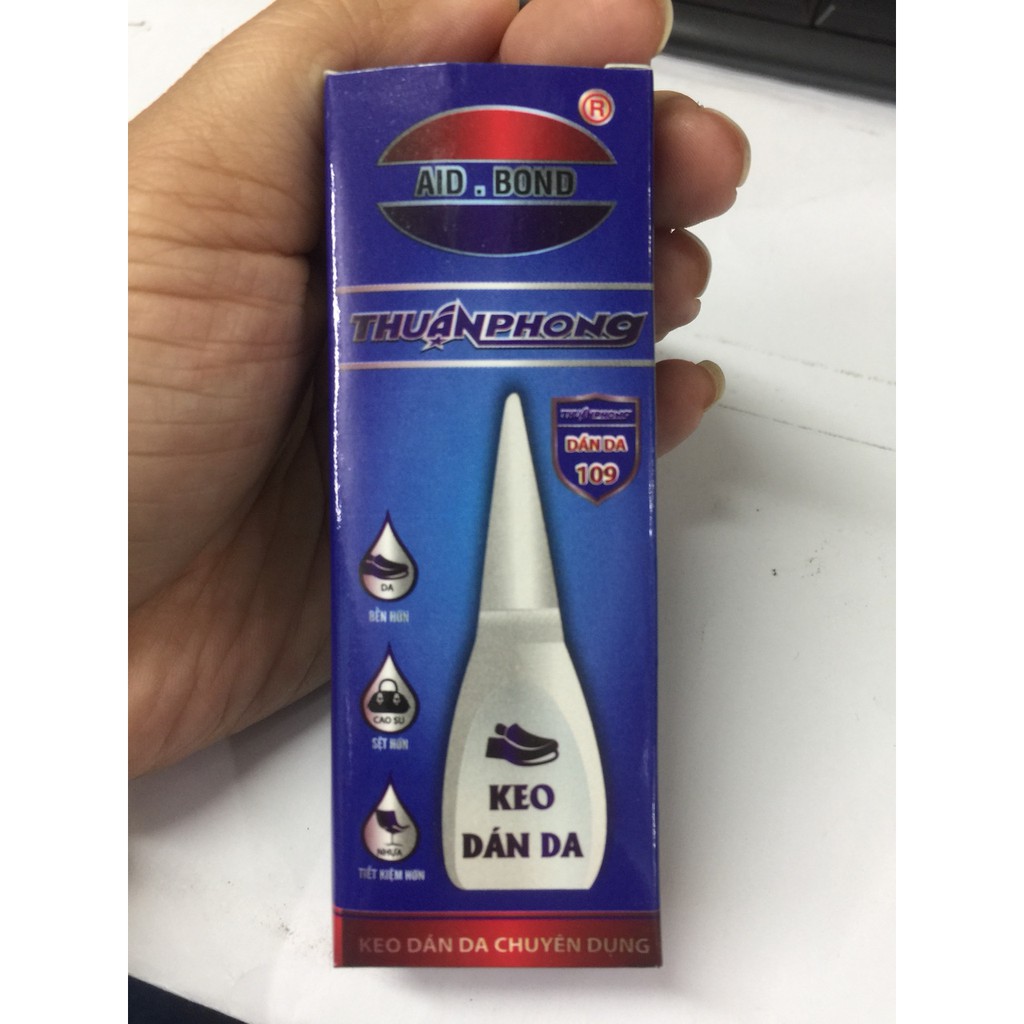 ®
AID . BOND
THUẬNPHONG
THUẬNPHONG
DÁN DA
109
DA
BỀN HƠN
CAO SU
SỆT HƠN
NHỰA
TIẾT KIỆM HƠN
KEO
DÁN DA
KEO DÁN DA CHUYÊN DỤNG